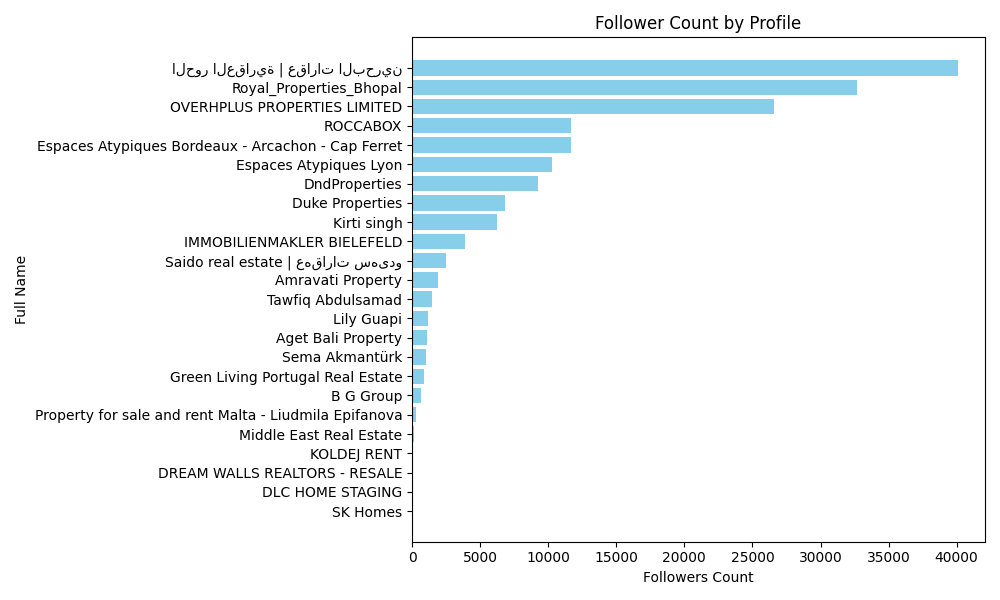 Follower Count by Profile
الحور العقارية | عقارات البحرين
Royal_Properties_Bhopal
OVERHPLUS PROPERTIES LIMITED
ROCCABOX
Espaces Atypiques Bordeaux - Arcachon - Cap Ferret
Espaces Atypiques Lyon
DndProperties
Duke Properties
Kirti singh
IMMOBILIENMAKLER BIELEFELD
Saido real estate | عهقارات سهیدو
Amravati Property
Tawfiq Abdulsamad
Lily Guapi
Aget Bali Property
Sema Akmantürk
Green Living Portugal Real Estate
B G Group
Property for sale and rent Malta - Liudmila Epifanova
Middle East Real Estate
KOLDEJ RENT
DREAM WALLS REALTORS - RESALE
DLC HOME STAGING
SK Homes
Full Name
0 5000 10000 15000 20000 25000 30000 35000 40000
Followers Count